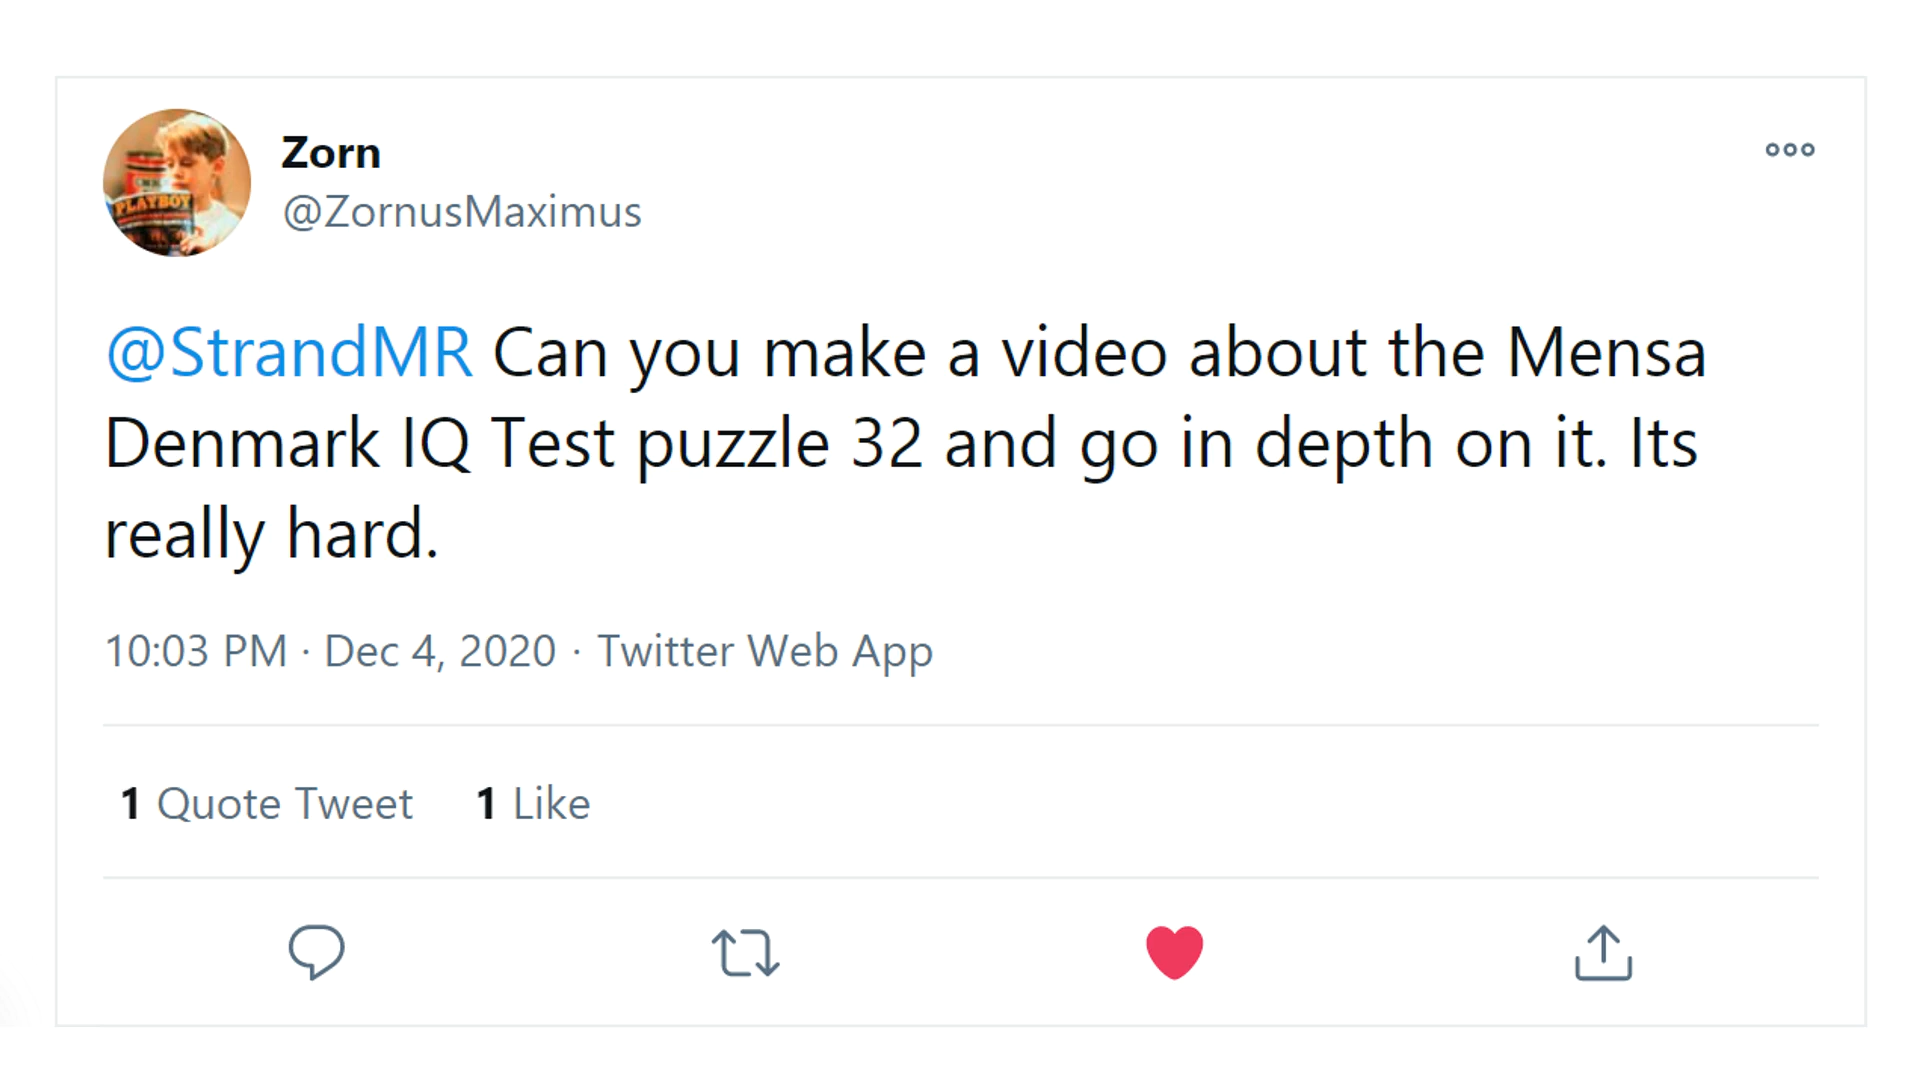 Zorn
@ZornusMaximus
PLAYBOY
@StrandMR Can you make a video about the Mensa
Denmark IQ Test puzzle 32 and go in depth on it. Its
really hard.
10:03 PM · Dec 4, 2020 · Twitter Web App
1 Quote Tweet 1 Like